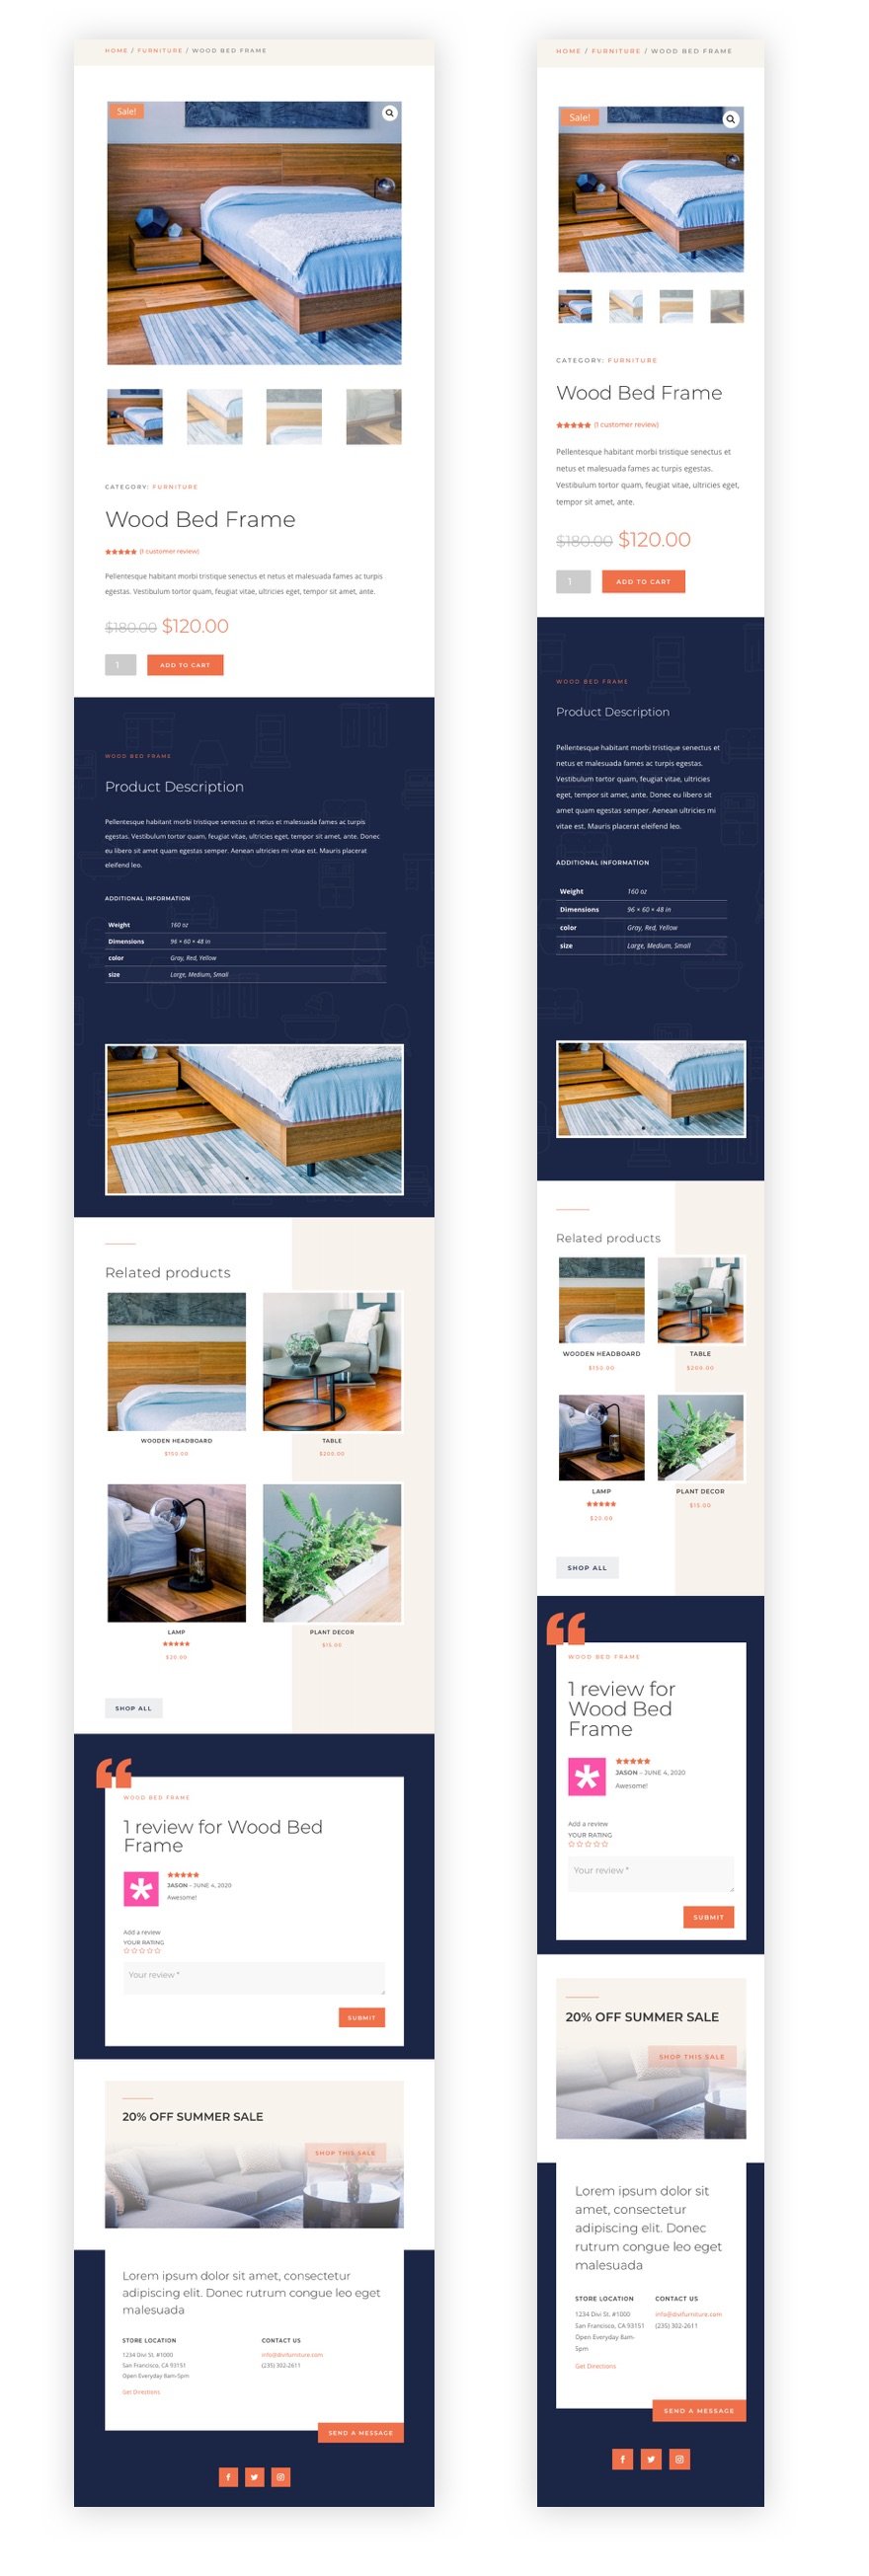 HOME / FURNITURE / WOOD BED FRAME
Sale!
CATEGORY: FURNITURE
Wood Bed Frame
(1 customer review)
Pellentesque habitant morbi tristique senectus et netus et malesuada fames ac turpis
egestas. Vestibulum tortor quam, feugiat vitae, ultricies eget, tempor sit amet, ante.
$180.00 $120.00
1 ADD TO CART
WOOD BED FRAME
Product Description
Pellentesque habitant morbi tristique senectus et netus et malesuada fames ac turpis
egestas. Vestibulum tortor quam, feugiat vitae, ultricies eget, tempor sit amet, ante. Donec
eu libero sit amet quam egestas semper. Aenean ultricies mi vitae est. Mauris placerat
eleifend leo.
ADDITIONAL INFORMATION
Weight 160 oz
Dimensions 96 × 60 × 48 in
color Gray, Red, Yellow
size Large, Medium, Small
Related products
WOODEN HEADBOARD TABLE
$150.00 $200.00
LAMP PLANT DECOR
$15.00
$20.00
SHOP ALL
WOOD BED FRAME
1 review for Wood Bed
Frame
JASON – JUNE 4, 2020
Awesome!
Add a review
YOUR RATING
Your review *
SUBMIT
20% OFF SUMMER SALE
SHOP THIS SALE
Lorem ipsum dolor sit amet, consectetur
adipiscing elit. Donec rutrum congue leo eget
malesuada
STORE LOCATION CONTACT US
1234 Divi St. #1000 info@divifurniture.com
San Francisco, CA 93151 (235) 302-2611
Open Everyday 8am-5pm
Get Directions
SEND A MESSAGE
HOME / FURNITURE / WOOD BED FRAME
Sale!
CATEGORY: FURNITURE
Wood Bed Frame
(1 customer review)
Pellentesque habitant morbi tristique senectus et
netus et malesuada fames ac turpis egestas.
Vestibulum tortor quam, feugiat vitae, ultricies eget,
tempor sit amet, ante.
$180.00 $120.00
1 ADD TO CART
WOOD BED FRAME
Product Description
Pellentesque habitant morbi tristique senectus et
netus et malesuada fames ac turpis egestas.
Vestibulum tortor quam, feugiat vitae, ultricies
eget, tempor sit amet, ante. Donec eu libero sit
amet quam egestas semper. Aenean ultricies mi
vitae est. Mauris placerat eleifend leo.
ADDITIONAL INFORMATION
Weight 160 oz
Dimensions 96 × 60 × 48 in
color Gray, Red, Yellow
size Large, Medium, Small
Related products
WOODEN HEADBOARD TABLE
$150.00 $200.00
LAMP PLANT DECOR
$15.00
$20.00
SHOP ALL
WOOD BED FRAME
1 review for
Wood Bed
Frame
JASON – JUNE 4, 2020
Awesome!
Add a review
YOUR RATING
Your review *
SUBMIT
20% OFF SUMMER SALE
SHOP THIS SALE
Lorem ipsum dolor sit
amet, consectetur
adipiscing elit. Donec
rutrum congue leo eget
malesuada
STORE LOCATION CONTACT US
1234 Divi St. #1000 info@divifurniture.com
San Francisco, CA 93151 (235) 302-2611
Open Everyday 8am-
5pm
Get Directions
SEND A MESSAGE